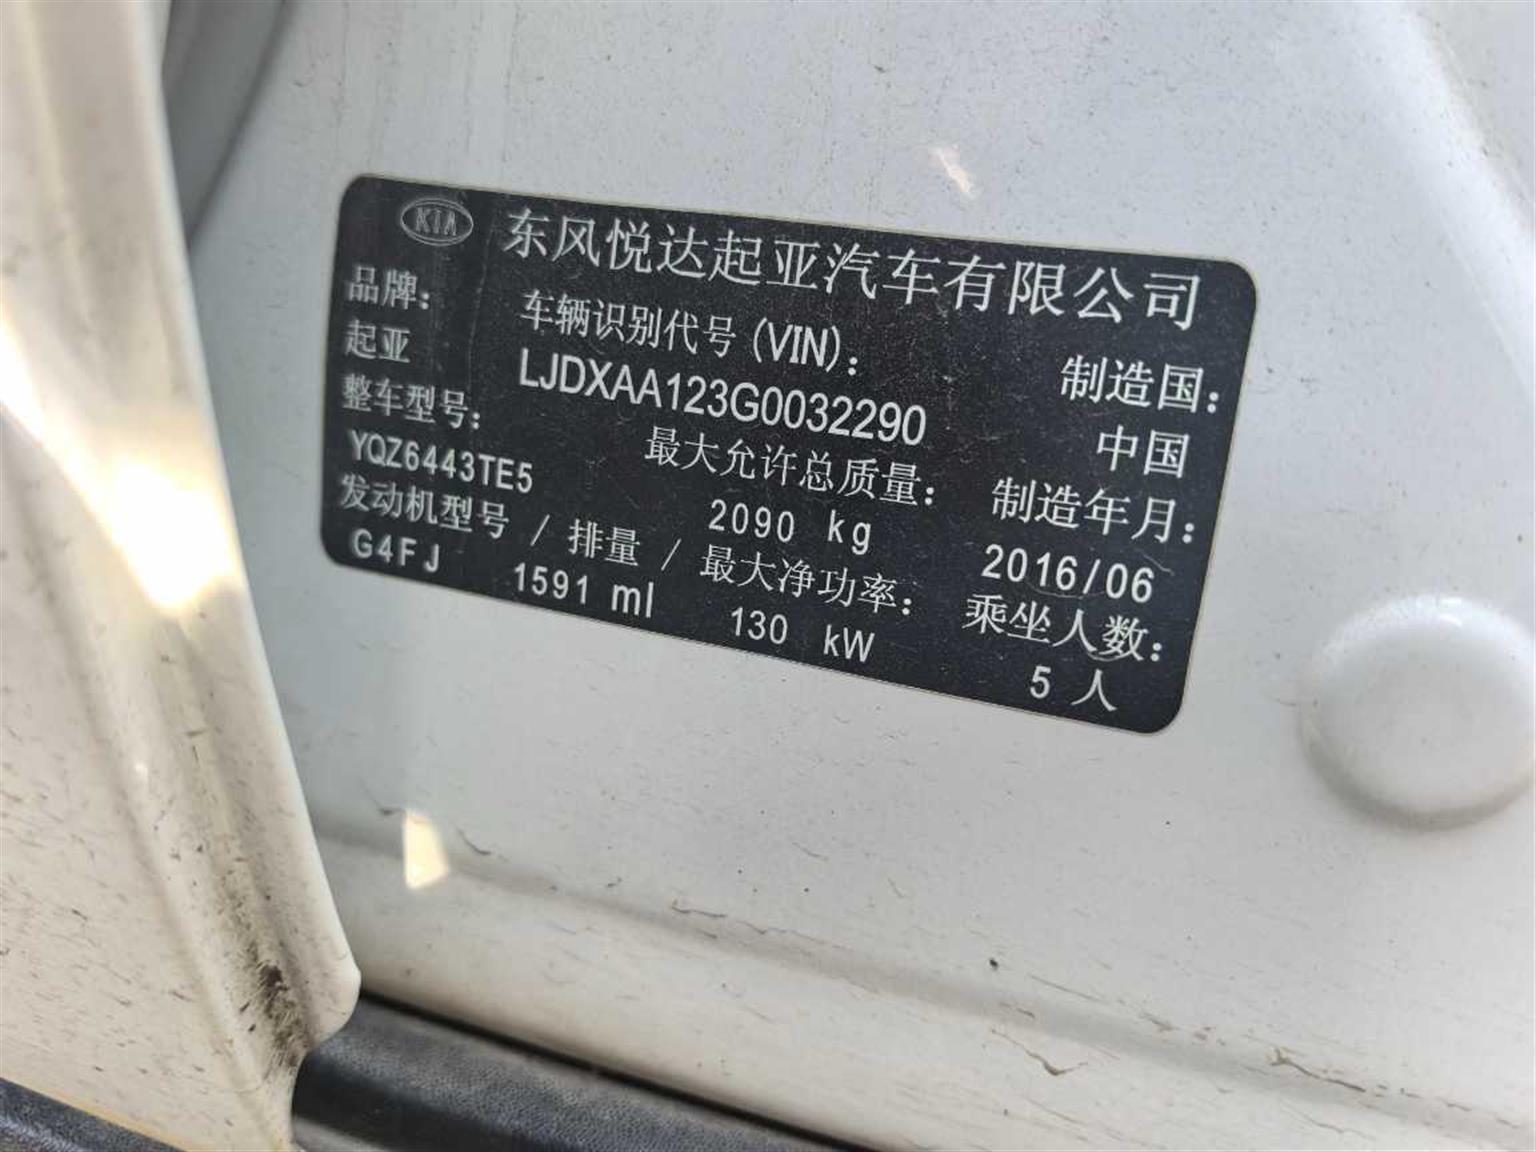 KIA 东风悦达起亚汽车有限公司
品牌: 车辆识别代号(VIN): 制造国:
起亚 LJDXAA123G0032290 中国
整车型号: 最大允许总质量: 制造年月:
YQZ6443TE5 2090 kg 2016/06
发动机型号 / 排量 / 最大净功率: 乘坐人数:
G4FJ 1591 ml 130 kW 5 人